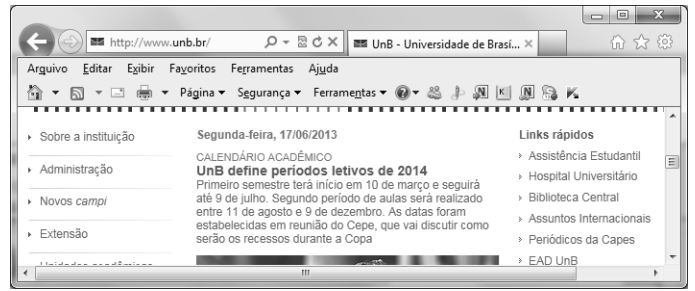 http://www.unb.br/
UnB - Universidade de Brasí...
Arquivo Editar Exibir Favoritos Ferramentas Ajuda
Página Segurança Ferramentas
Sobre a instituição
Administração
Novos campi
Extensão
Unidades acadêmicas
Segunda-feira, 17/06/2013
CALENDÁRIO ACADÊMICO
UnB define períodos letivos de 2014
Primeiro semestre terá início em 10 de março e seguirá
até 9 de julho. Segundo período de aulas será realizado
entre 11 de agosto e 9 de dezembro. As datas foram
estabelecidas em reunião do Cepe, que vai discutir como
serão os recessos durante a Copa
Links rápidos
Assistência Estudantil
Hospital Universitário
Biblioteca Central
Assuntos Internacionais
Periódicos da Capes
EAD UnB